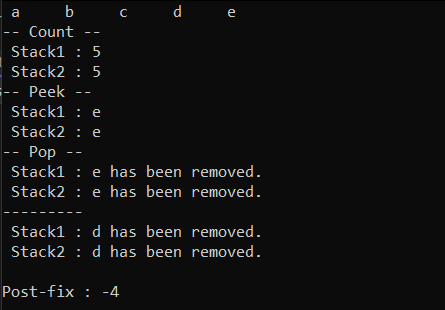 a     b     c     d     e
-- Count --
 Stack1 : 5
 Stack2 : 5
-- Peek --
 Stack1 : e
 Stack2 : e
-- Pop --
 Stack1 : e has been removed.
 Stack2 : e has been removed.
---------
 Stack1 : d has been removed.
 Stack2 : d has been removed.

Post-fix : -4